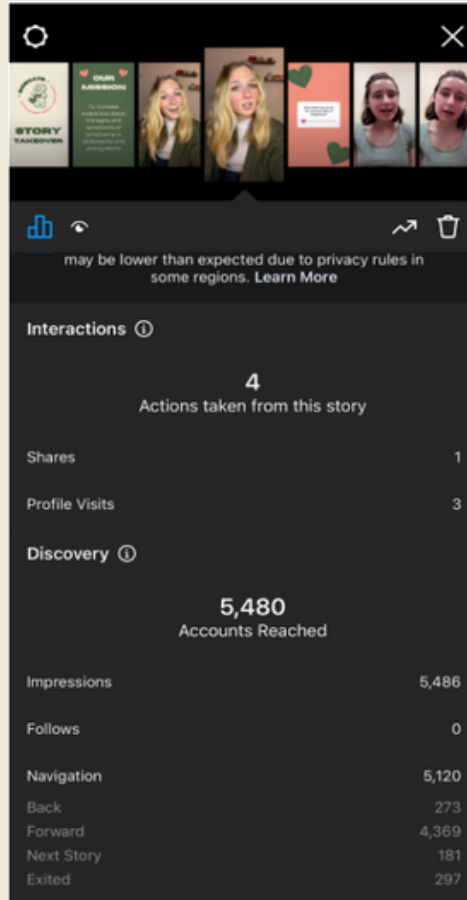 STORY
TAKEOVER
OUR
MISSION
may be lower than expected due to privacy rules in
some regions. Learn More
Interactions
4
Actions taken from this story
Shares 1
Profile Visits 3
Discovery
5,480
Accounts Reached
Impressions 5,486
Follows 0
Navigation 5,120
Back 273
Forward 4,369
Next Story 181
Exited 297